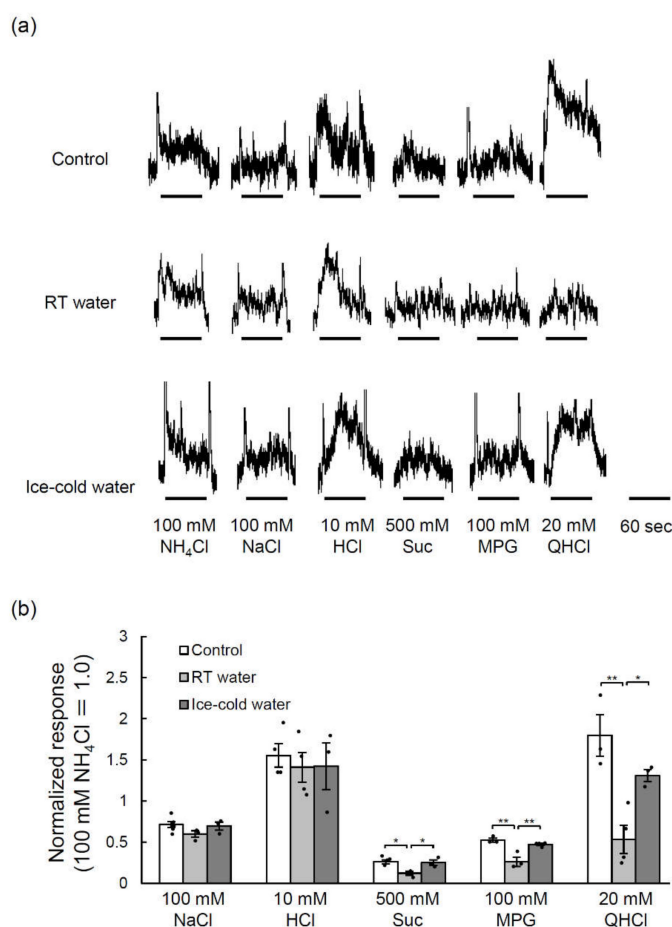 (a)
Control
RT water
Ice-cold water
100 mM 100 mM 10 mM 500 mM 100 mM 20 mM 60 sec
NH₄Cl NaCl HCl Suc MPG QHCl
(b)
Normalized response
(100 mM NH₄Cl = 1.0)
3
2.5
2
1.5
1
0.5
0
Control
RT water
Ice-cold water
* *
** **
** *
100 mM 10 mM 500 mM 100 mM 20 mM
NaCl HCl Suc MPG QHCl